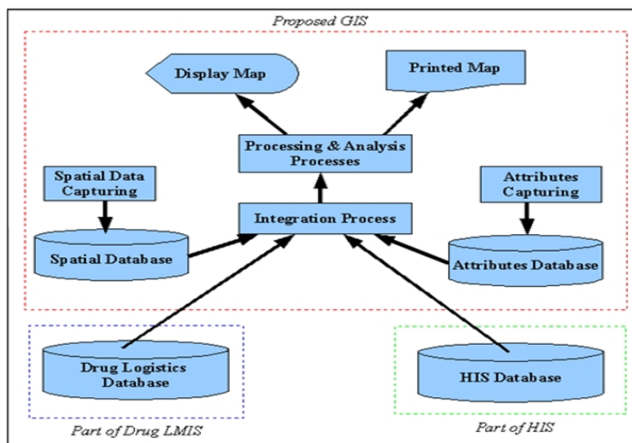 Proposed GIS
Display Map
Printed Map
Processing & Analysis
Processes
Spatial Data
Capturing
Attributes
Capturing
Integration Process
Spatial Database
Attributes Database
Drug Logistics
Database
HIS Database
Part of Drug LMIS
Part of HIS